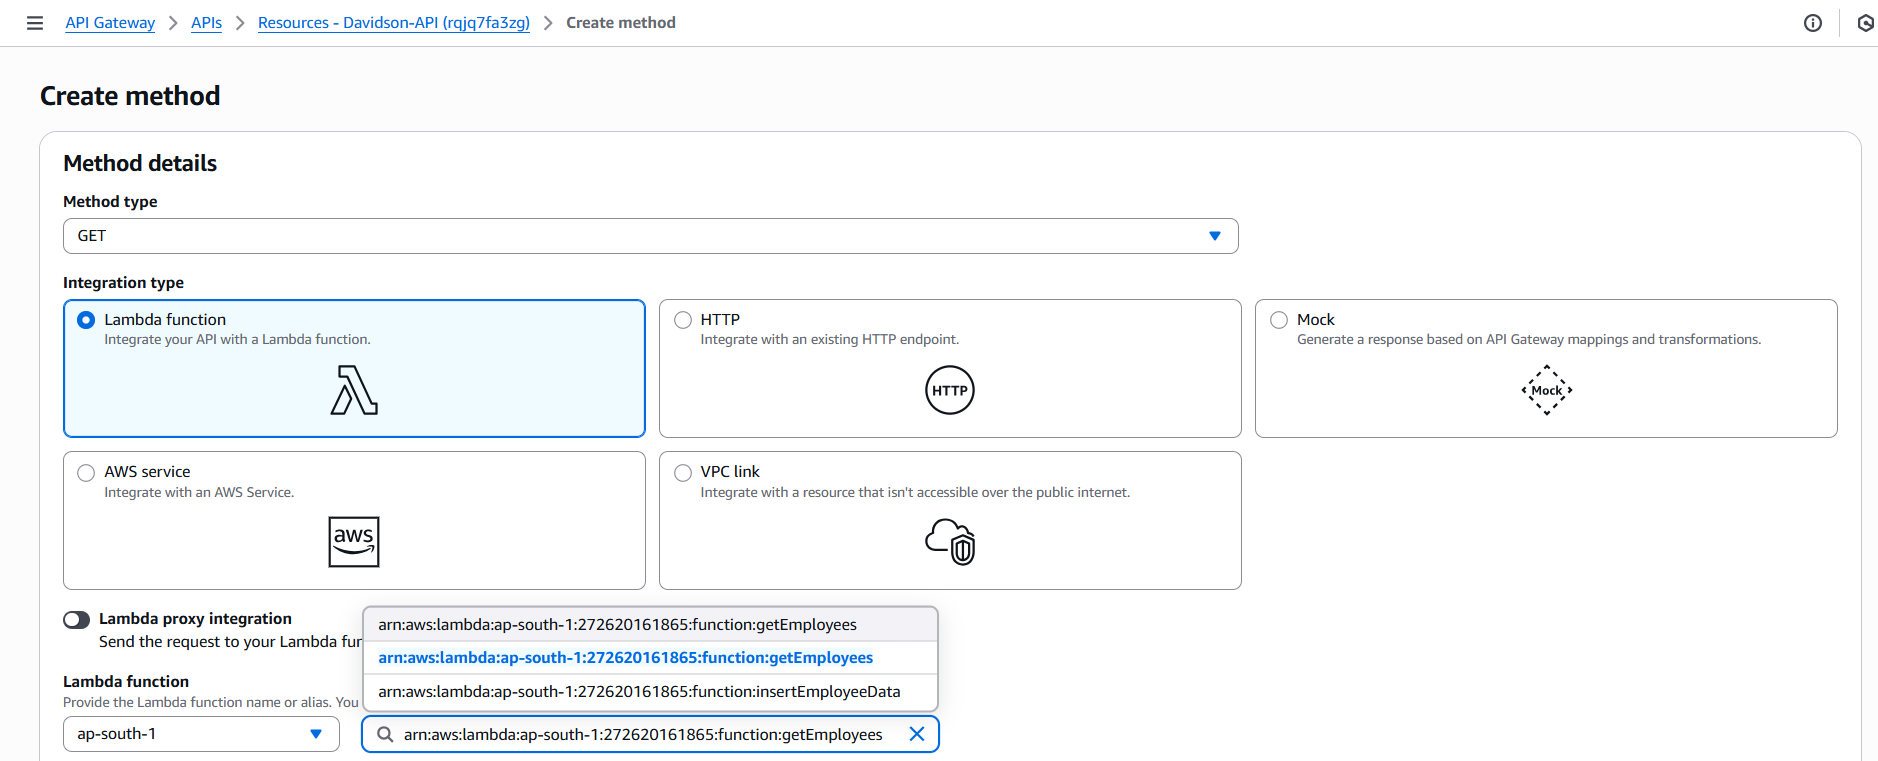 API Gateway > APIs > Resources - Davidson-API (rqjq7fa3zg) > Create method
Create method
Method details
Method type
GET
Integration type
Lambda function
Integrate your API with a Lambda function.
HTTP
Integrate with an existing HTTP endpoint.
HTTP
Mock
Generate a response based on API Gateway mappings and transformations.
Mock
AWS service
Integrate with an AWS Service.
aws
VPC link
Integrate with a resource that isn't accessible over the public internet.
Lambda proxy integration
Send the request to your Lambda fur
arn:aws:lambda:ap-south-1:272620161865:function:getEmployees
arn:aws:lambda:ap-south-1:272620161865:function:getEmployees
arn:aws:lambda:ap-south-1:272620161865:function:insertEmployeeData
Lambda function
Provide the Lambda function name or alias. You
ap-south-1
arn:aws:lambda:ap-south-1:272620161865:function:getEmployees